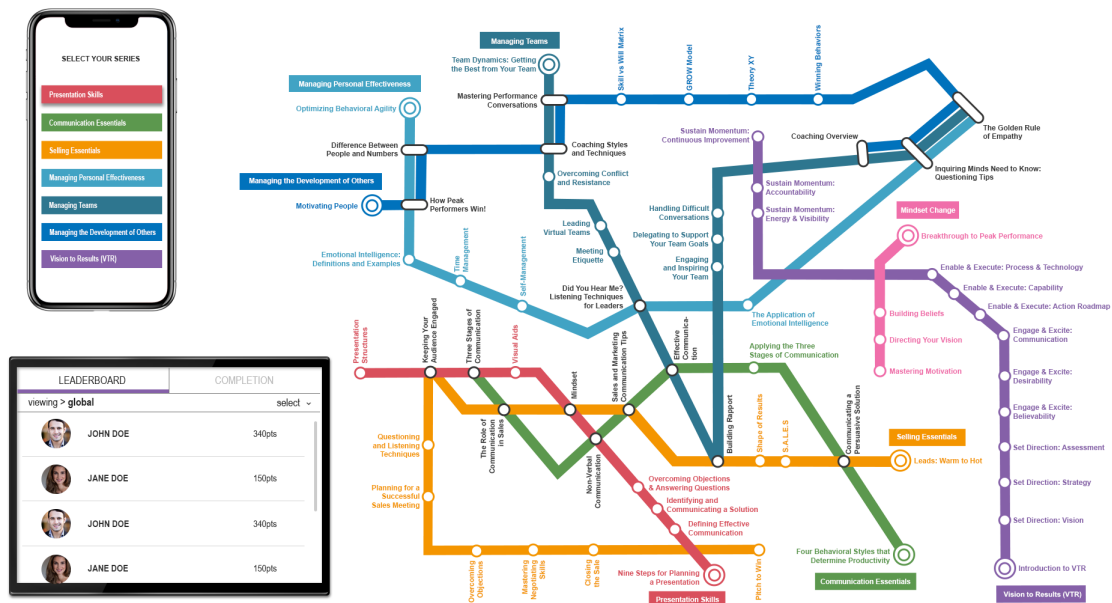 SELECT YOUR SERIES
Presentation Skills
Communication Essentials
Selling Essentials
Managing Personal Effectiveness
Managing Teams
Managing the Development of Others
Vision to Results (VTR)
LEADERBOARD
COMPLETION
viewing > global
select
JOHN DOE
340pts
JANE DOE
150pts
JOHN DOE
340pts
JANE DOE
150pts
Managing Teams
Team Dynamics: Getting
the Best from Your Team
Mastering Performance
Conversations
Skill vs Will Matrix
GROW Model
Theory XY
Winning Behaviors
Managing Personal Effectiveness
Optimizing Behavioral Agility
Difference Between
People and Numbers
Coaching Styles
and Techniques
Sustain Momentum:
Continuous Improvement
Coaching Overview
The Golden Rule
of Empathy
Inquiring Minds Need to Know:
Questioning Tips
Managing the Development of Others
Motivating People
How Peak
Performers Win!
Overcoming Conflict
and Resistance
Sustain Momentum:
Accountability
Sustain Momentum:
Energy & Visibility
Handling Difficult
Conversations
Delegating to Support
Your Team Goals
Engaging
and Inspiring
Your Team
Leading
Virtual Teams
Meeting
Etiquette
Mindset Change
Breakthrough to Peak Performance
Emotional Intelligence:
Definitions and Examples
Time
Management
Self-Management
Did You Hear Me?
Listening Techniques
for Leaders
The Application of
Emotional Intelligence
Enable & Execute: Process & Technology
Enable & Execute: Capability
Enable & Execute: Action Roadmap
Building Beliefs
Directing Your Vision
Mastering Motivation
Engage & Excite:
Communication
Engage & Excite:
Desirability
Engage & Excite:
Believability
Set Direction: Assessment
Set Direction: Strategy
Set Direction: Vision
Introduction to VTR
Vision to Results (VTR)
Presentation
Structures
Keeping Your
Audience Engaged
Three Stages of
Communication
Visual Aids
Mindset
Sales and Marketing
Communication Tips
Effective
Communica-
tion
Applying the Three
Stages of Communication
The Role of
Communication
in Sales
Non-Verbal
Communication
Building Rapport
Shape of Results
S.A.L.E.S
Communicating a
Persuasive Solution
Selling Essentials
Leads: Warm to Hot
Questioning
and Listening
Techniques
Planning for a
Successful
Sales Meeting
Overcoming Objections
& Answering Questions
Identifying and
Communicating a Solution
Defining Effective
Communication
Overcoming
Objections
Mastering
Negotiating
Skills
Closing
the Sale
Pitch to Win
Nine Steps for Planning
a Presentation
Presentation Skills
Four Behavioral Styles that
Determine Productivity
Communication Essentials